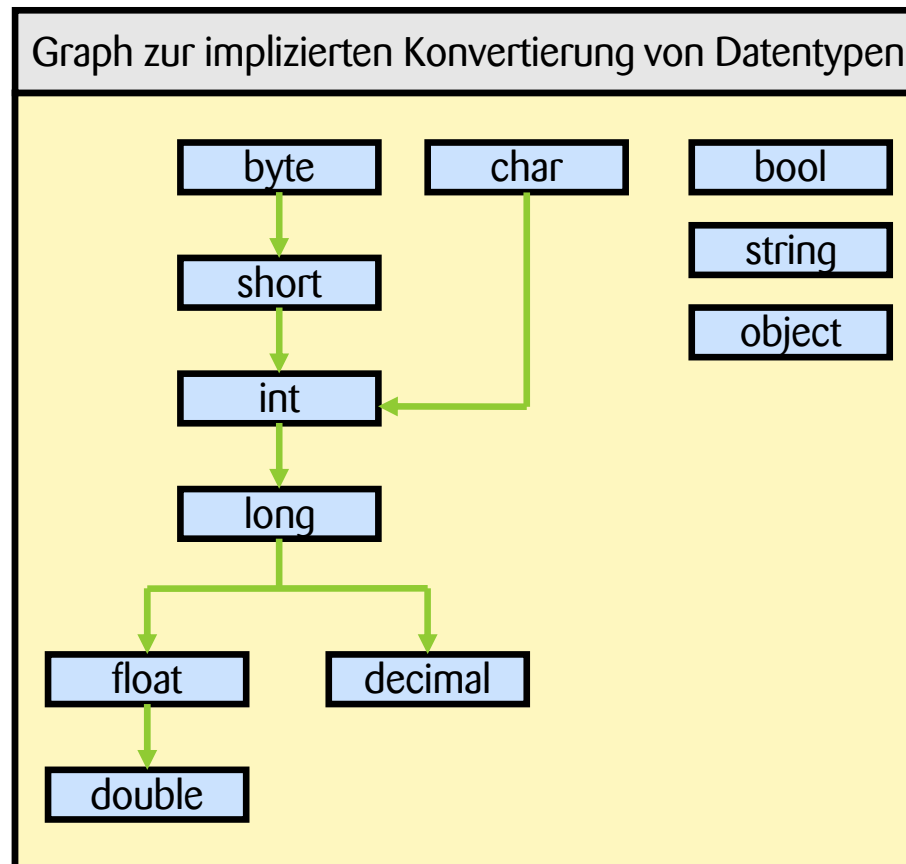 Graph zur implizierten Konvertierung von Datentypen
byte
char
bool
short
string
object
int
long
float
decimal
double